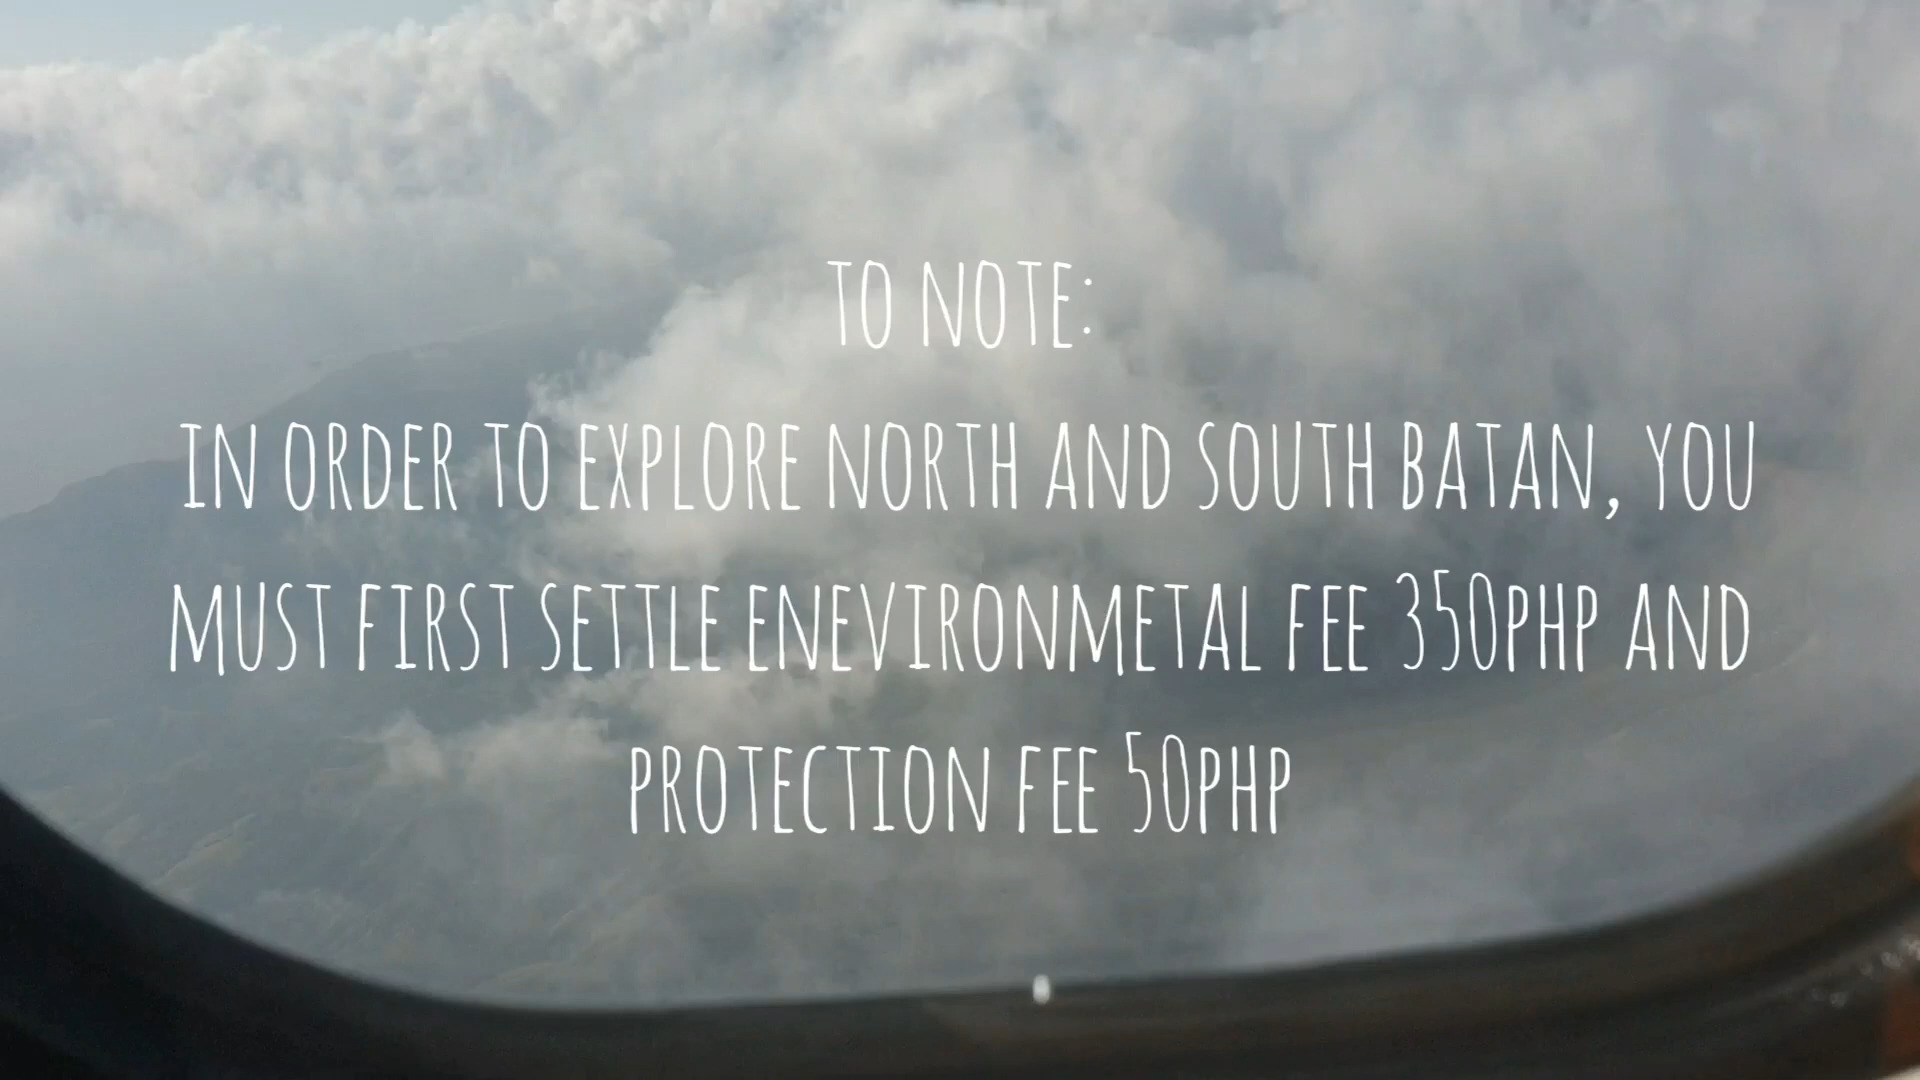 TO NOTE:
IN ORDER TO EXPLORE NORTH AND SOUTH BATAN, YOU
MUST FIRST SETTLE ENEVIRONMETAL FEE 350PHP AND
PROTECTION FEE 50PHP